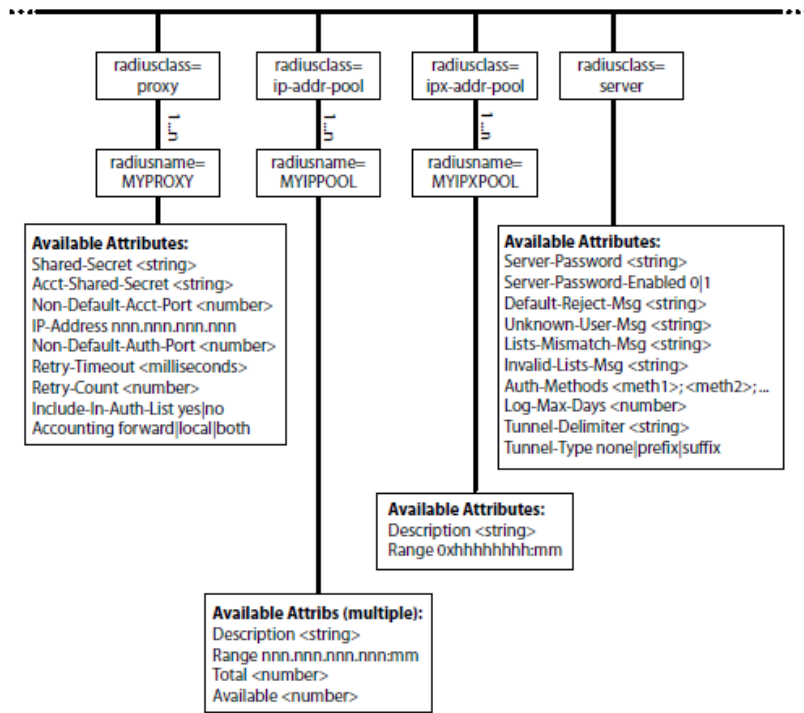 radiusclass=
proxy
radiusclass=
ip-addr-pool
radiusclass=
ipx-addr-pool
radiusclass=
server
1..n
1..n
1..n
radiusname=
MYPROXY
radiusname=
MYIPPOOL
radiusname=
MYIPXPOOL
Available Attributes:
Shared-Secret <string>
Acct-Shared-Secret <string>
Non-Default-Acct-Port <number>
IP-Address nnn.nnn.nnn.nnn
Non-Default-Auth-Port <number>
Retry-Timeout <milliseconds>
Retry-Count <number>
Include-In-Auth-List yes|no
Accounting forward|local|both
Available Attributes:
Server-Password <string>
Server-Password-Enabled 0|1
Default-Reject-Msg <string>
Unknown-User-Msg <string>
Lists-Mismatch-Msg <string>
Invalid-Lists-Msg <string>
Auth-Methods <meth1>; <meth2>; ...
Log-Max-Days <number>
Tunnel-Delimiter <string>
Tunnel-Type none|prefix|suffix
Available Attributes:
Description <string>
Range 0xhhhhhhhh:mm
Available Attribs (multiple):
Description <string>
Range nnn.nnn.nnn.nnn:mm
Total <number>
Available <number>